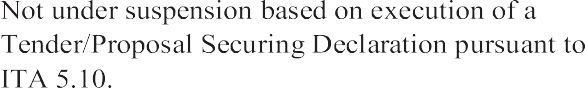 Not under suspension based on execution of a
Tender/Proposal Securing Declaration pursuant to
ITA 5.10.